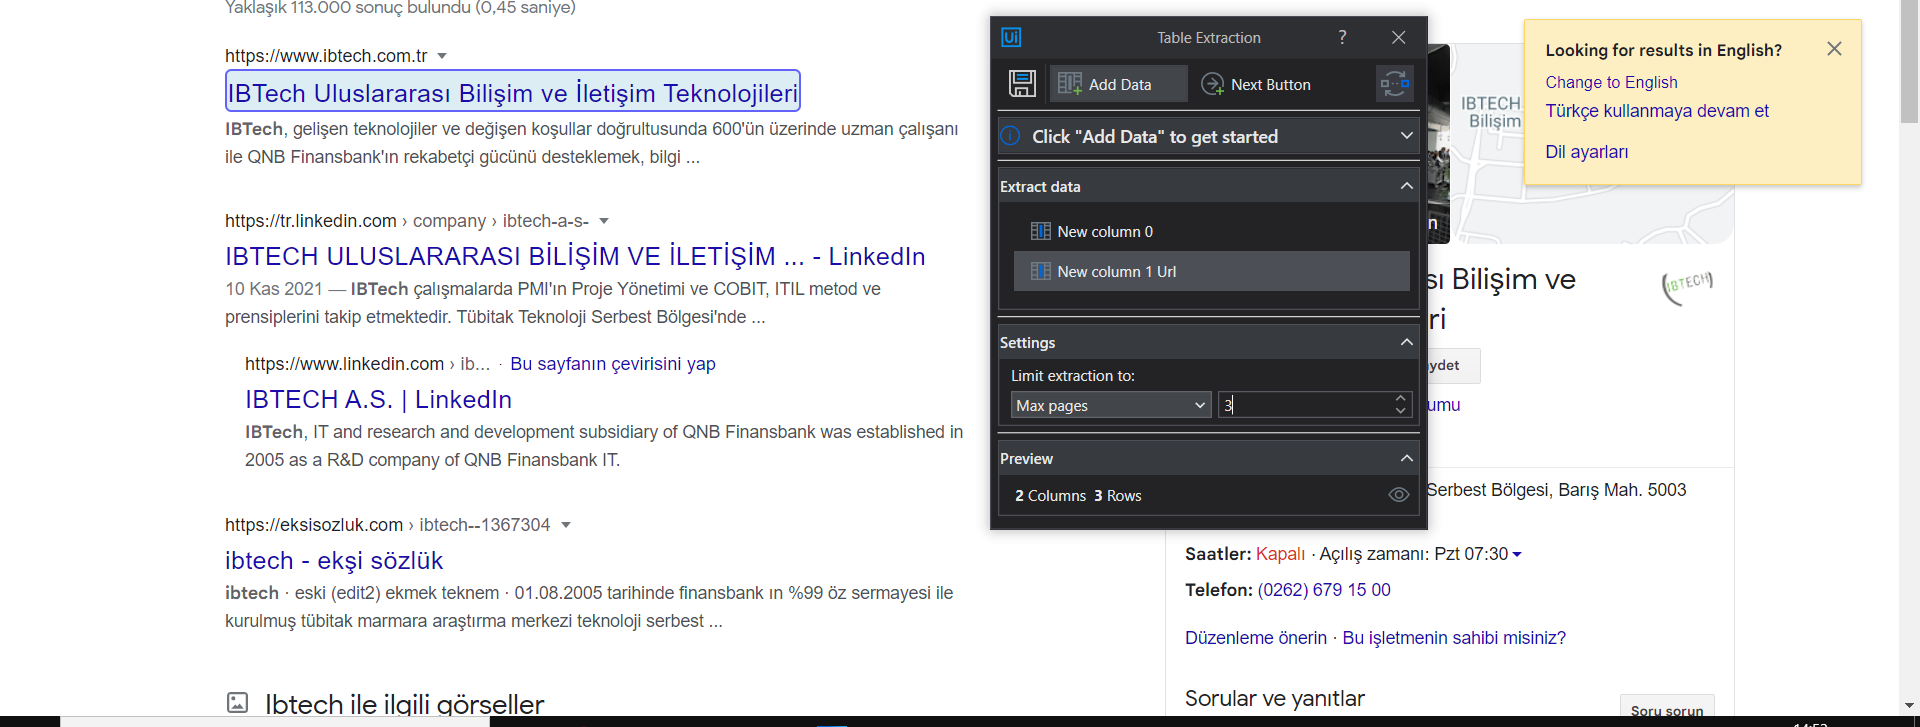 Yaklaşık 113.000 sonuç bulundu (0,45 saniye)
https://www.ibtech.com.tr
IBTech Uluslararası Bilişim ve İletişim Teknolojileri
IBTech, gelişen teknolojiler ve değişen koşullar doğrultusunda 600'ün üzerinde uzman çalışanı
ile QNB Finansbank'ın rekabetçi gücünü desteklemek, bilgi ...
https://tr.linkedin.com › company › ibtech-a-s-
IBTECH ULUSLARARASI BİLİŞİM VE İLETİŞİM ... - LinkedIn
10 Kas 2021 — IBTech çalışmalarda PMI'ın Proje Yönetimi ve COBIT, ITIL metod ve
prensiplerini takip etmektedir. Tübitak Teknoloji Serbest Bölgesi'nde ...
https://www.linkedin.com › ib... · Bu sayfanın çevirisini yap
IBTECH A.S. | LinkedIn
IBTech, IT and research and development subsidiary of QNB Finansbank was established in
2005 as a R&D company of QNB Finansbank IT.
https://eksisozluk.com › ibtech--1367304
ibtech - ekşi sözlük
ibtech · eski (edit2) ekmek teknem · 01.08.2005 tarihinde finansbank ın %99 öz sermayesi ile
kurulmuş tübitak marmara araştırma merkezi teknoloji serbest ...
Ibtech ile ilgili görseller
Ui
Table Extraction
?
Add Data
Next Button
Click "Add Data" to get started
Extract data
New column 0
New column 1 Url
Settings
Limit extraction to:
Max pages
3
Preview
2 Columns 3 Rows
IBTECH
Bilişim
n
Looking for results in English?
Change to English
Türkçe kullanmaya devam et
Dil ayarları
sı Bilişim ve
ri
IBTECH
ydet
umu
Serbest Bölgesi, Barış Mah. 5003
Saatler: Kapalı · Açılış zamanı: Pzt 07:30
Telefon: (0262) 679 15 00
Düzenleme önerin · Bu işletmenin sahibi misiniz?
Sorular ve yanıtlar
Soru sorun